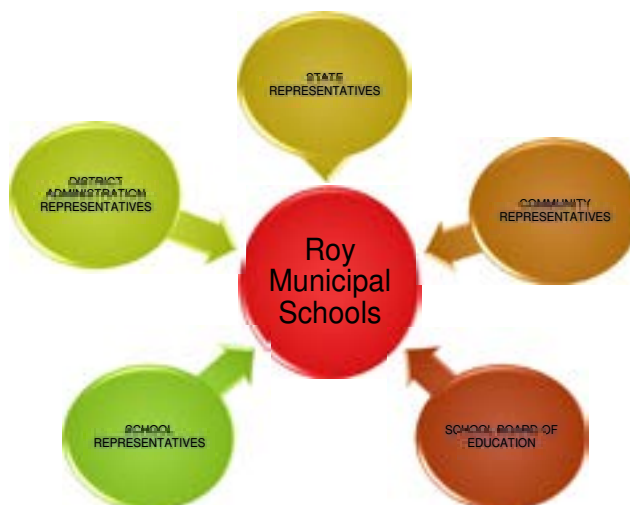 STATE
REPRESENTATIVES
DISTRICT
ADMINISTRATION
REPRESENTATIVES
COMMUNITY
REPRESENTATIVES
Roy
Municipal
Schools
SCHOOL
REPRESENTATIVES
SCHOOL BOARD OF
EDUCATION